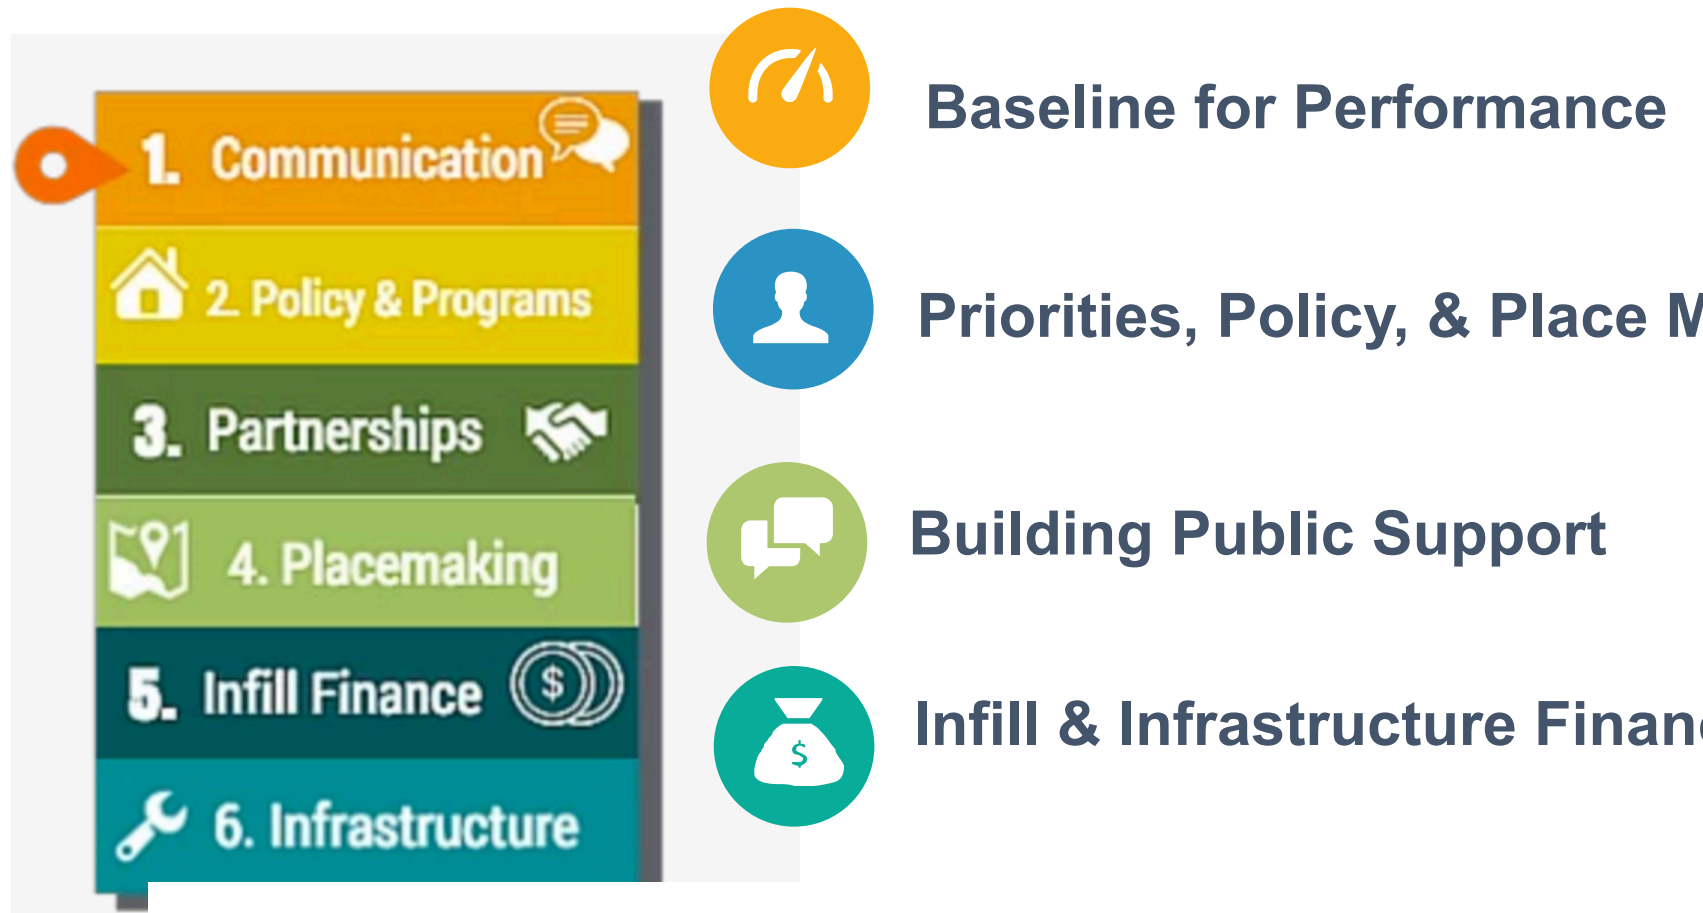 1. Communication
2. Policy & Programs
3. Partnerships
4. Placemaking
5. Infill Finance
$
6. Infrastructure
Baseline for Performance
Priorities, Policy, & Place
Building Public Support
Infill & Infrastructure
$